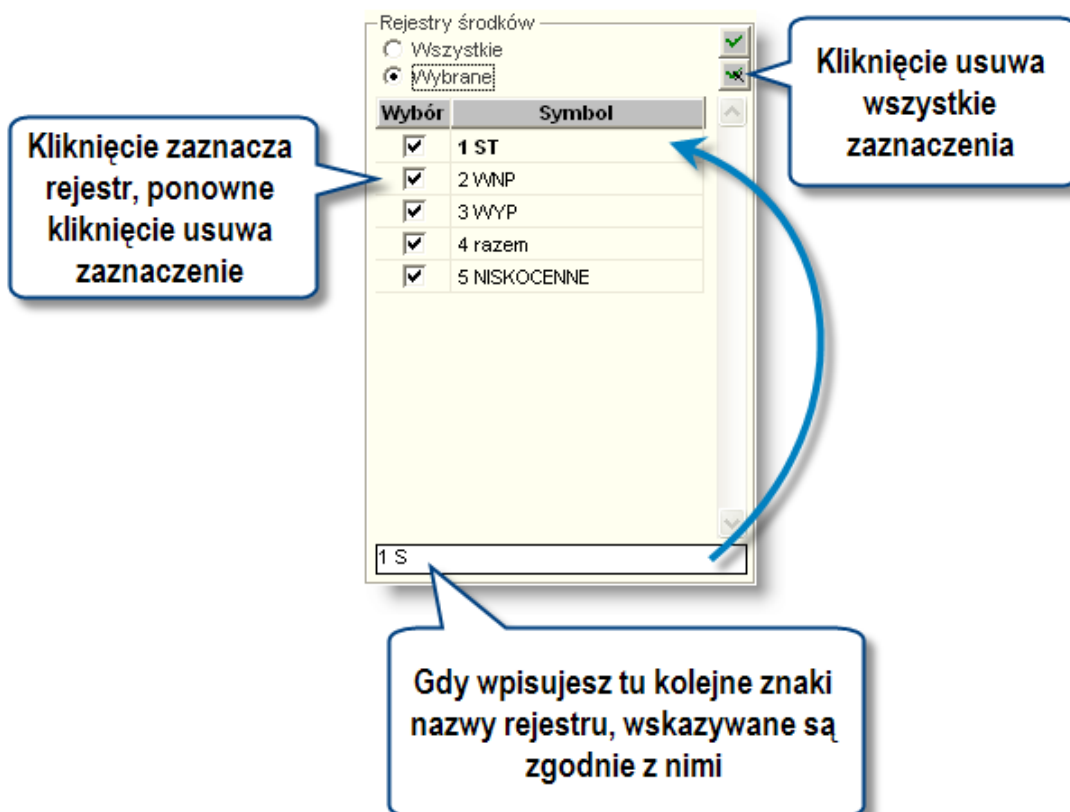 Rejestry środków
Wszystkie
Wybrane
Wybór Symbol
1 ST
2 WNP
3 WYP
4 razem
5 NISKOCENNE
1 S
Kliknięcie usuwa
wszystkie
zaznaczenia
Kliknięcie zaznacza
rejestr, ponowne
kliknięcie usuwa
zaznaczenie
Gdy wpisujesz tu kolejne znaki
nazwy rejestru, wskazywane są
zgodnie z nimi